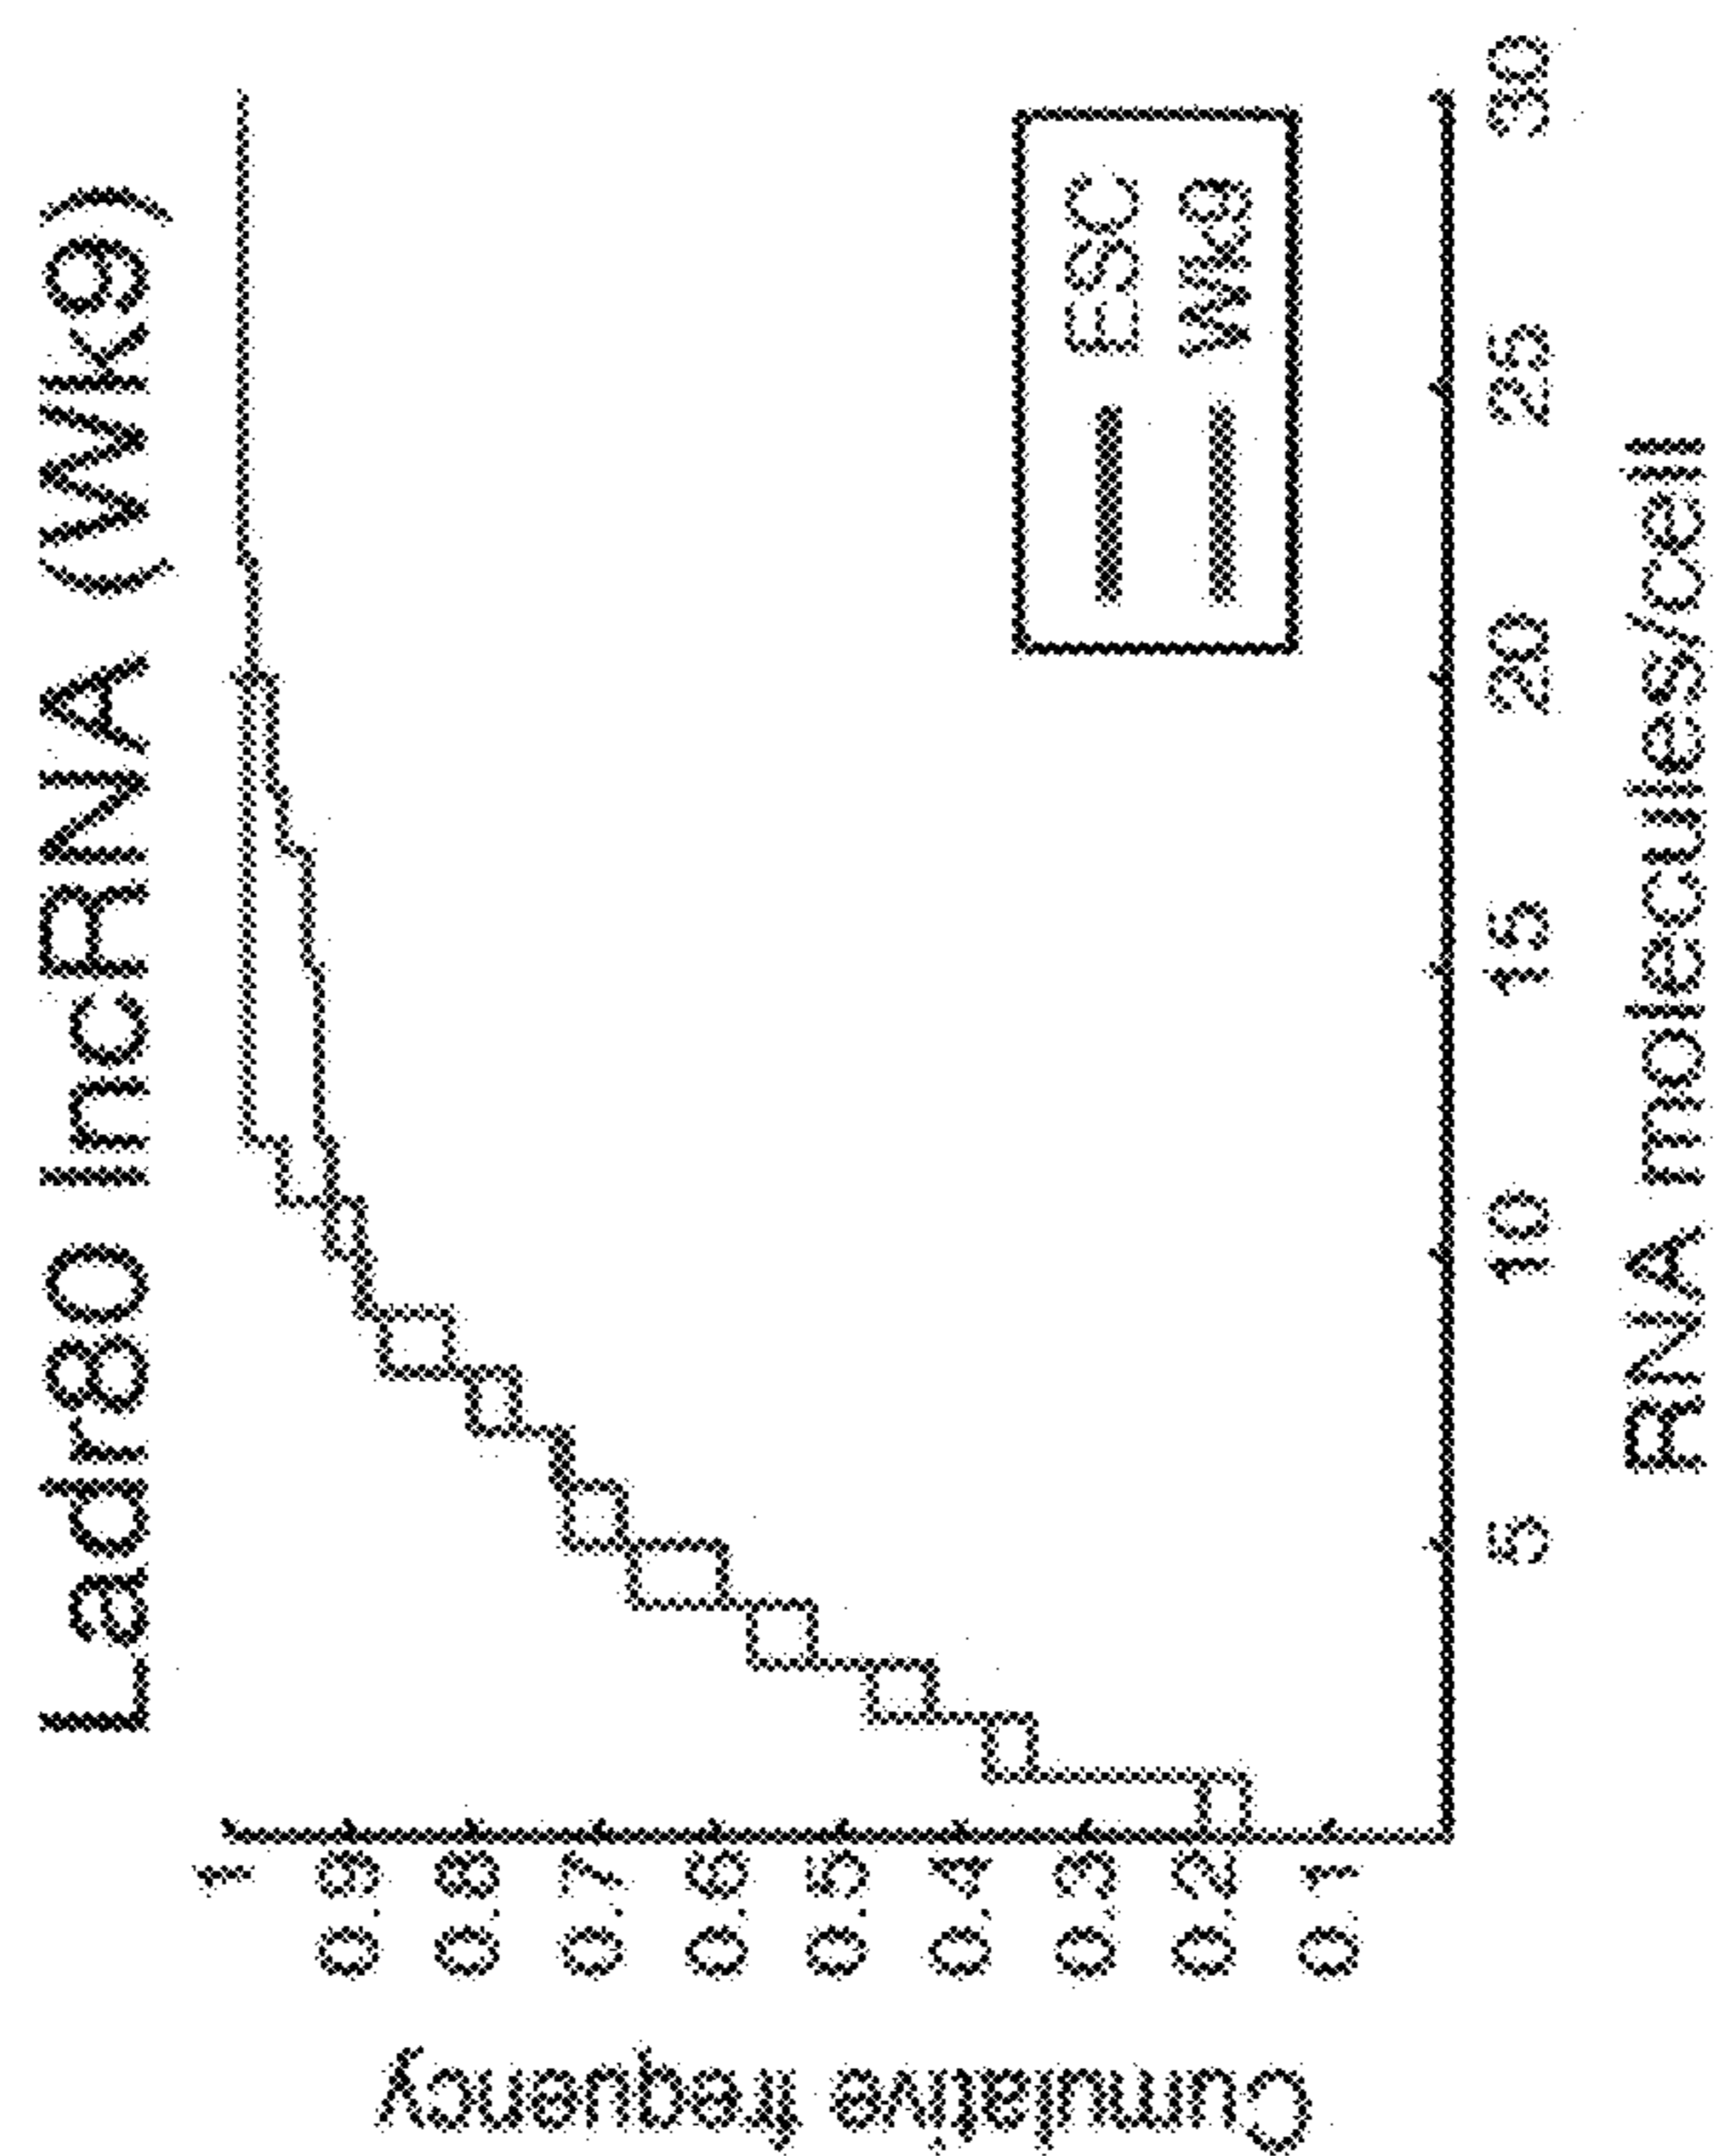 Ladr80 lncRNA (Wk9)
Cumulative frequency
1
0.9
0.8
0.7
0.6
0.5
0.4
0.3
0.2
0.1
ESC
Wk9
5 10 15 20 25 30
RNA molecules/cell